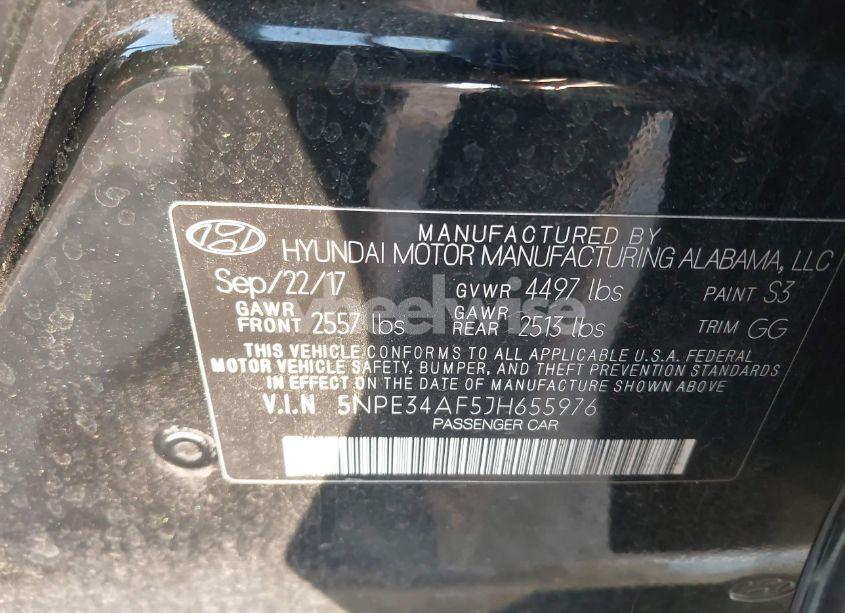 MANUFACTURED BY
HYUNDAI MOTOR MANUFACTURING ALABAMA, LLC
Sep/22/17 GVWR 4497 lbs PAINT S3
GAWR FRONT 2557 lbs GAWR REAR 2513 lbs TRIM GG
THIS VEHICLE CONFORMS TO ALL APPLICABLE U.S.A. FEDERAL
MOTOR VEHICLE SAFETY, BUMPER, AND THEFT PREVENTION STANDARDS
IN EFFECT ON THE DATE OF MANUFACTURE SHOWN ABOVE
V.I.N 5NPE34AF5JH655976
PASSENGER CAR
wheelwise